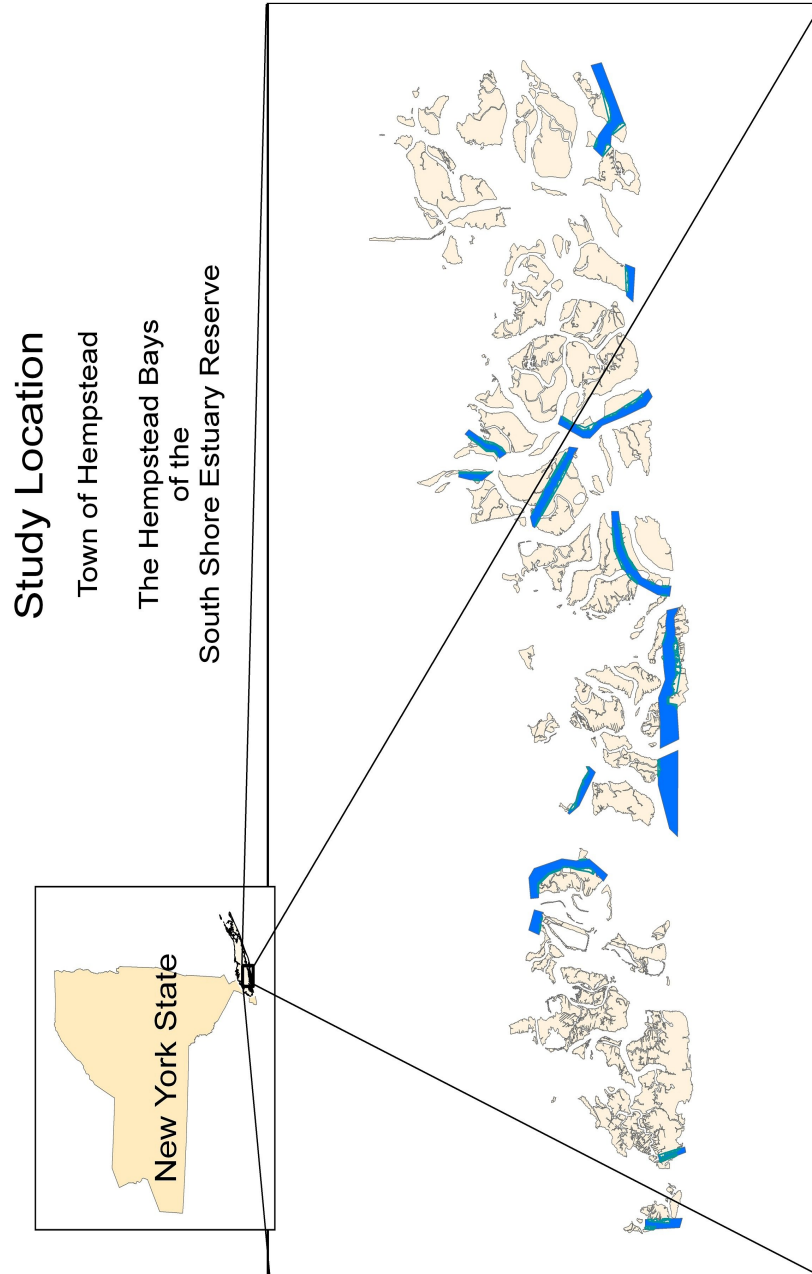 Study Location
Town of Hempstead
The Hempstead Bays
of the
South Shore Estuary Reserve
New York State